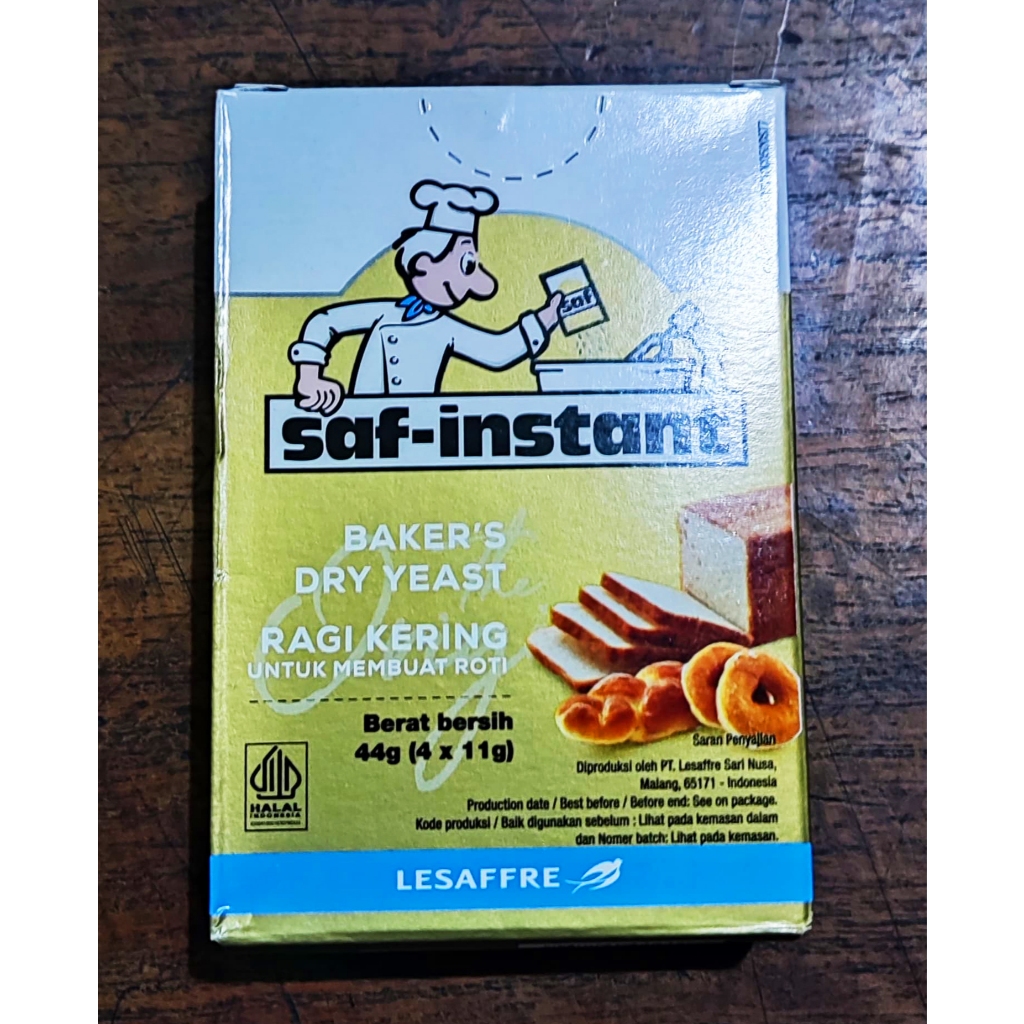 saf
saf-instant
BAKER'S
DRY YEAST
RAGI KERING
UNTUK MEMBUAT ROTI
Berat bersih
44g (4 x 11g)
Saran Penyajian
Diproduksi oleh PT. Lesaffre Sari Nusa,
Malang, 65171 - Indonesia
Production date / Best before / Before end: See on package.
Kode produksi / Baik digunakan sebelum : Lihat pada kemasan dalam
dan Nomer batch: Lihat pada kemasan.
HALAL
INDONESIA
LESAFFRE